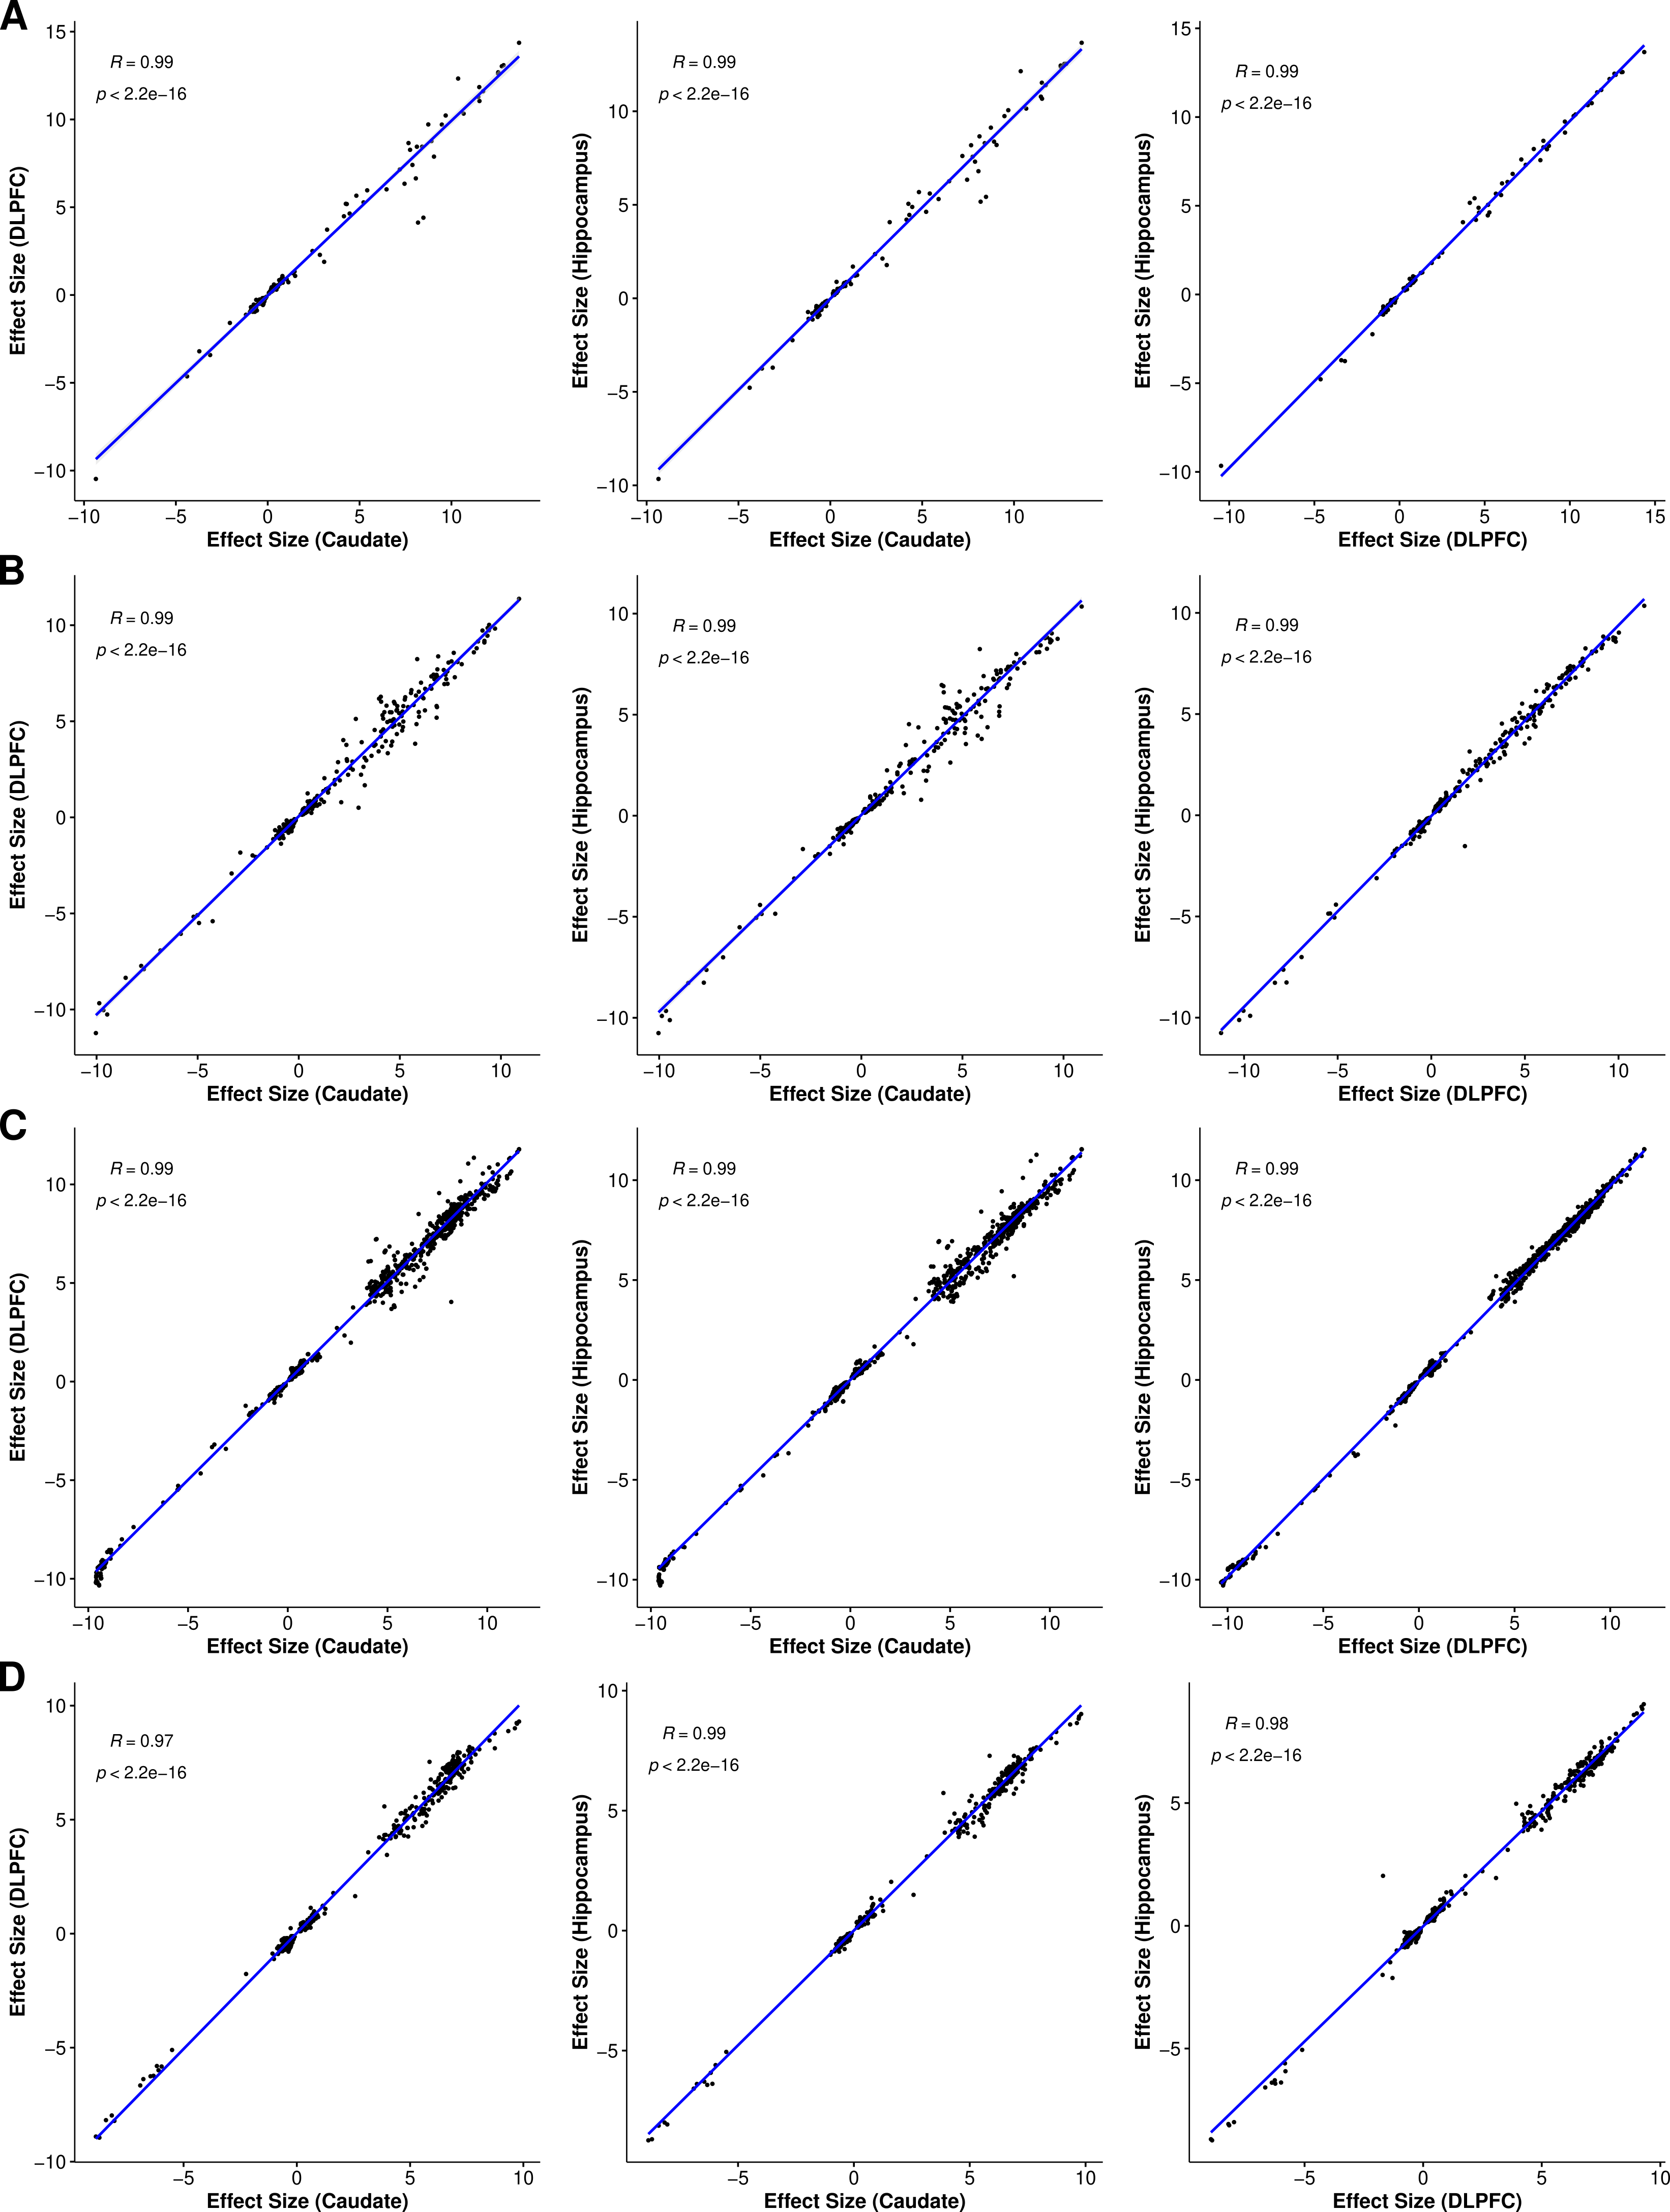 A
15
10
5
0
−5
−10
R = 0.99
p < 2.2e−16
−10 −5 0 5 10
Effect Size (Caudate)
Effect Size (DLPFC)
10
5
0
−5
−10
R = 0.99
p < 2.2e−16
−10 −5 0 5 10
Effect Size (Caudate)
Effect Size (Hippocampus)
15
10
5
0
−5
−10
R = 0.99
p < 2.2e−16
−10 −5 0 5 10 15
Effect Size (DLPFC)
Effect Size (Hippocampus)
B
10
5
0
−5
−10
R = 0.99
p < 2.2e−16
−10 −5 0 5 10
Effect Size (Caudate)
Effect Size (DLPFC)
10
5
0
−5
−10
R = 0.99
p < 2.2e−16
−10 −5 0 5 10
Effect Size (Caudate)
Effect Size (Hippocampus)
10
5
0
−5
−10
R = 0.99
p < 2.2e−16
−10 −5 0 5 10
Effect Size (DLPFC)
Effect Size (Hippocampus)
C
10
5
0
−5
−10
R = 0.99
p < 2.2e−16
−10 −5 0 5 10
Effect Size (Caudate)
Effect Size (DLPFC)
10
5
0
−5
−10
R = 0.99
p < 2.2e−16
−10 −5 0 5 10
Effect Size (Caudate)
Effect Size (Hippocampus)
10
5
0
−5
−10
R = 0.99
p < 2.2e−16
−10 −5 0 5 10
Effect Size (DLPFC)
Effect Size (Hippocampus)
D
10
5
0
−5
−10
R = 0.97
p < 2.2e−16
−5 0 5 10
Effect Size (Caudate)
Effect Size (DLPFC)
10
5
0
−5
R = 0.99
p < 2.2e−16
−5 0 5 10
Effect Size (Caudate)
Effect Size (Hippocampus)
5
0
−5
R = 0.98
p < 2.2e−16
−5 0 5 10
Effect Size (DLPFC)
Effect Size (Hippocampus)